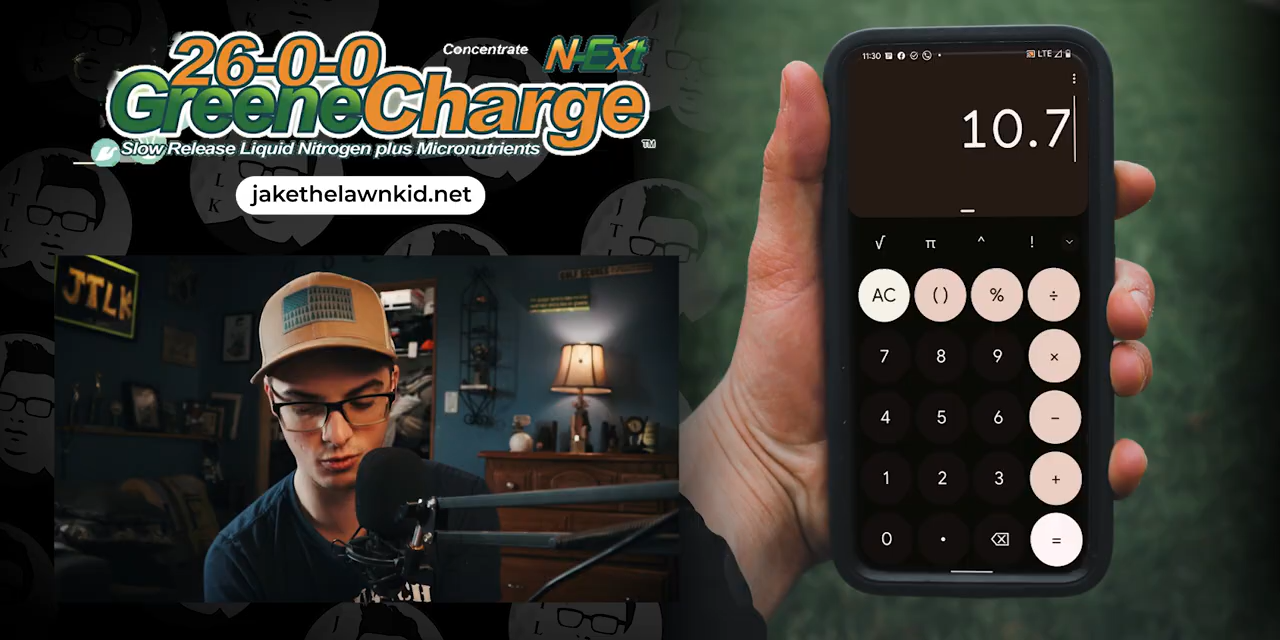 26-0-0
Concentrate
N-Ext
GreeneCharge
TM
Slow Release Liquid Nitrogen plus Micronutrients
jakethelawnkid.net
JTLK
11:30
LTE
10.7
√ π ^ !
AC ( ) % ÷
7 8 9 ×
4 5 6 −
1 2 3 +
0 . =